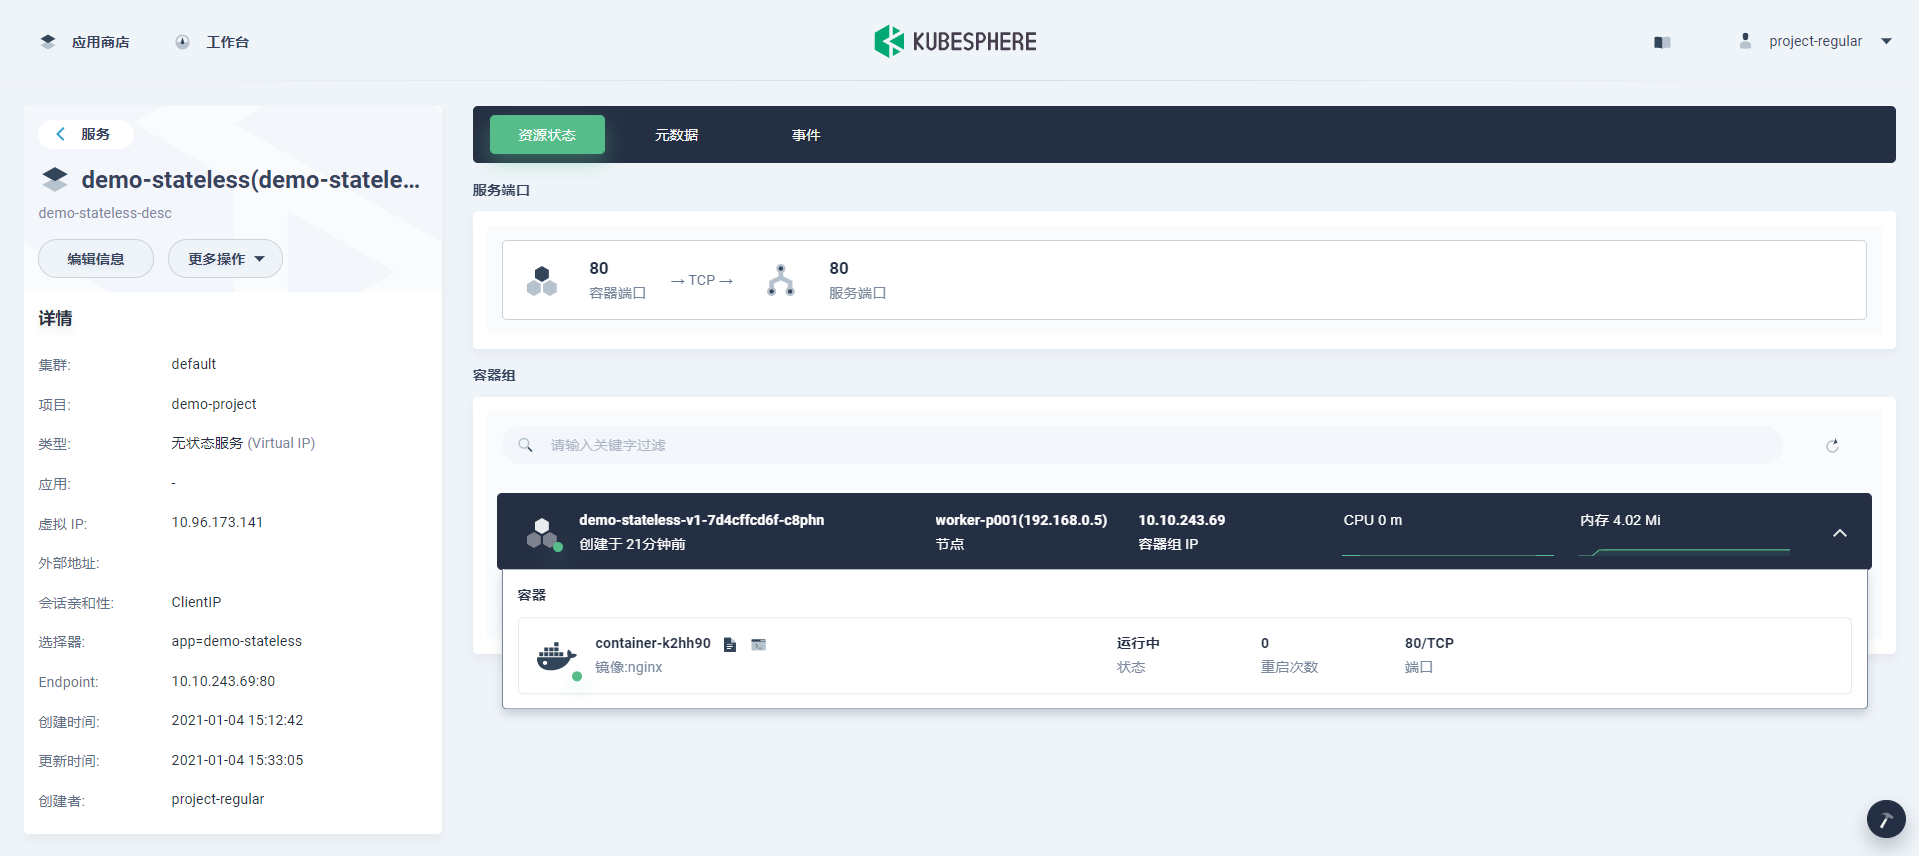 应用商店
工作台
KUBESPHERE
project-regular
服务
demo-stateless(demo-statele...
demo-stateless-desc
编辑信息
更多操作
详情
集群: default
项目: demo-project
类型: 无状态服务 (Virtual IP)
应用: -
虚拟 IP: 10.96.173.141
外部地址:
会话亲和性: ClientIP
选择器: app=demo-stateless
Endpoint: 10.10.243.69:80
创建时间: 2021-01-04 15:12:42
更新时间: 2021-01-04 15:33:05
创建者: project-regular
资源状态
元数据
事件
服务端口
80
容器端口
→ TCP →
80
服务端口
容器组
请输入关键字过滤
demo-stateless-v1-7d4cffcd6f-c8phn
创建于 21分钟前
worker-p001(192.168.0.5)
节点
10.10.243.69
容器组 IP
CPU 0 m
内存 4.02 Mi
容器
container-k2hh90
镜像:nginx
运行中
状态
0
重启次数
80/TCP
端口